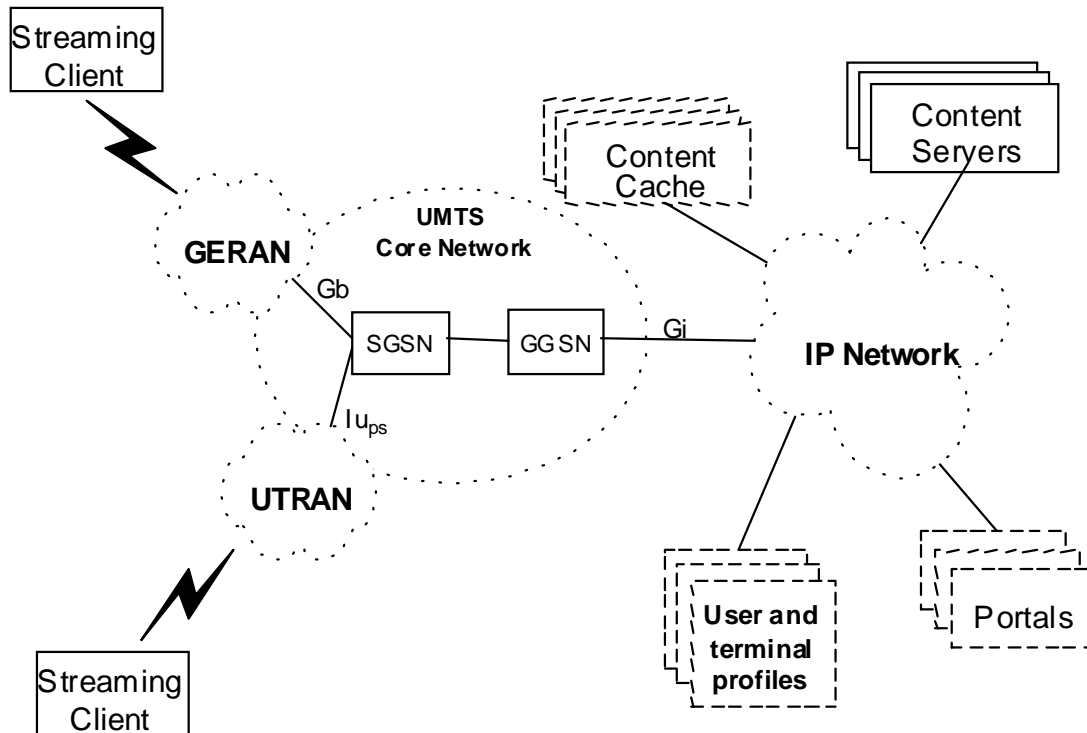 Streaming
Client
Content
Servers
Content
Cache
UMTS
Core Network
GERAN
Gb
SGSN
GGSN
Gi
IP Network
Iups
UTRAN
User and
terminal
profiles
Portals
Streaming
Client